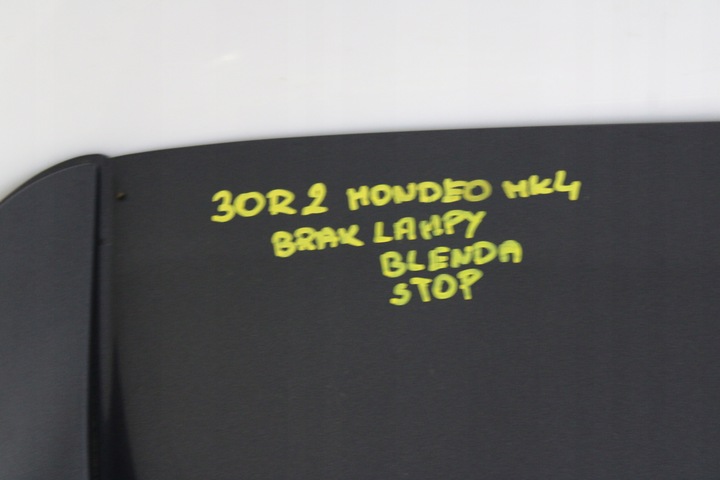 30R2 MONDEO MK4
BRAK LAMPY
BLENDA
STOP